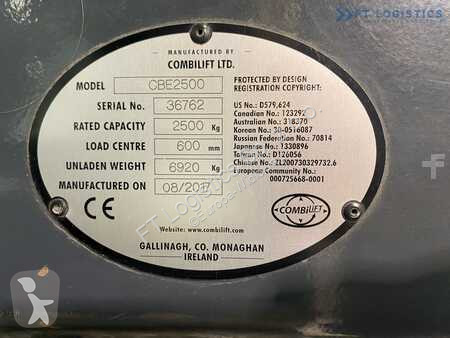 FT-LOGISTICS
MANUFACTURED BY
COMBILIFT LTD.
MODEL CBE2500
SERIAL No. 36762
RATED CAPACITY 2500 Kg
LOAD CENTRE 600 mm
UNLADEN WEIGHT 6920 Kg
MANUFACTURED ON 08/2017
PROTECTED BY DESIGN
REGISTRATION COPYRIGHT:
US No.: D579,624
Canadian No.: 123292
Australian No.: 318370
Korean No.: 30-0516087
Russian Federation No.: 70814
Japanese No.: 1330896
Taiwan No.: D126056
Chinese No.: ZL200730329732.6
European Community No.:
000725668-0001
CE
COMBiLiFT
Website: www.combilift.com
GALLINAGH, CO. MONAGHAN
IRELAND